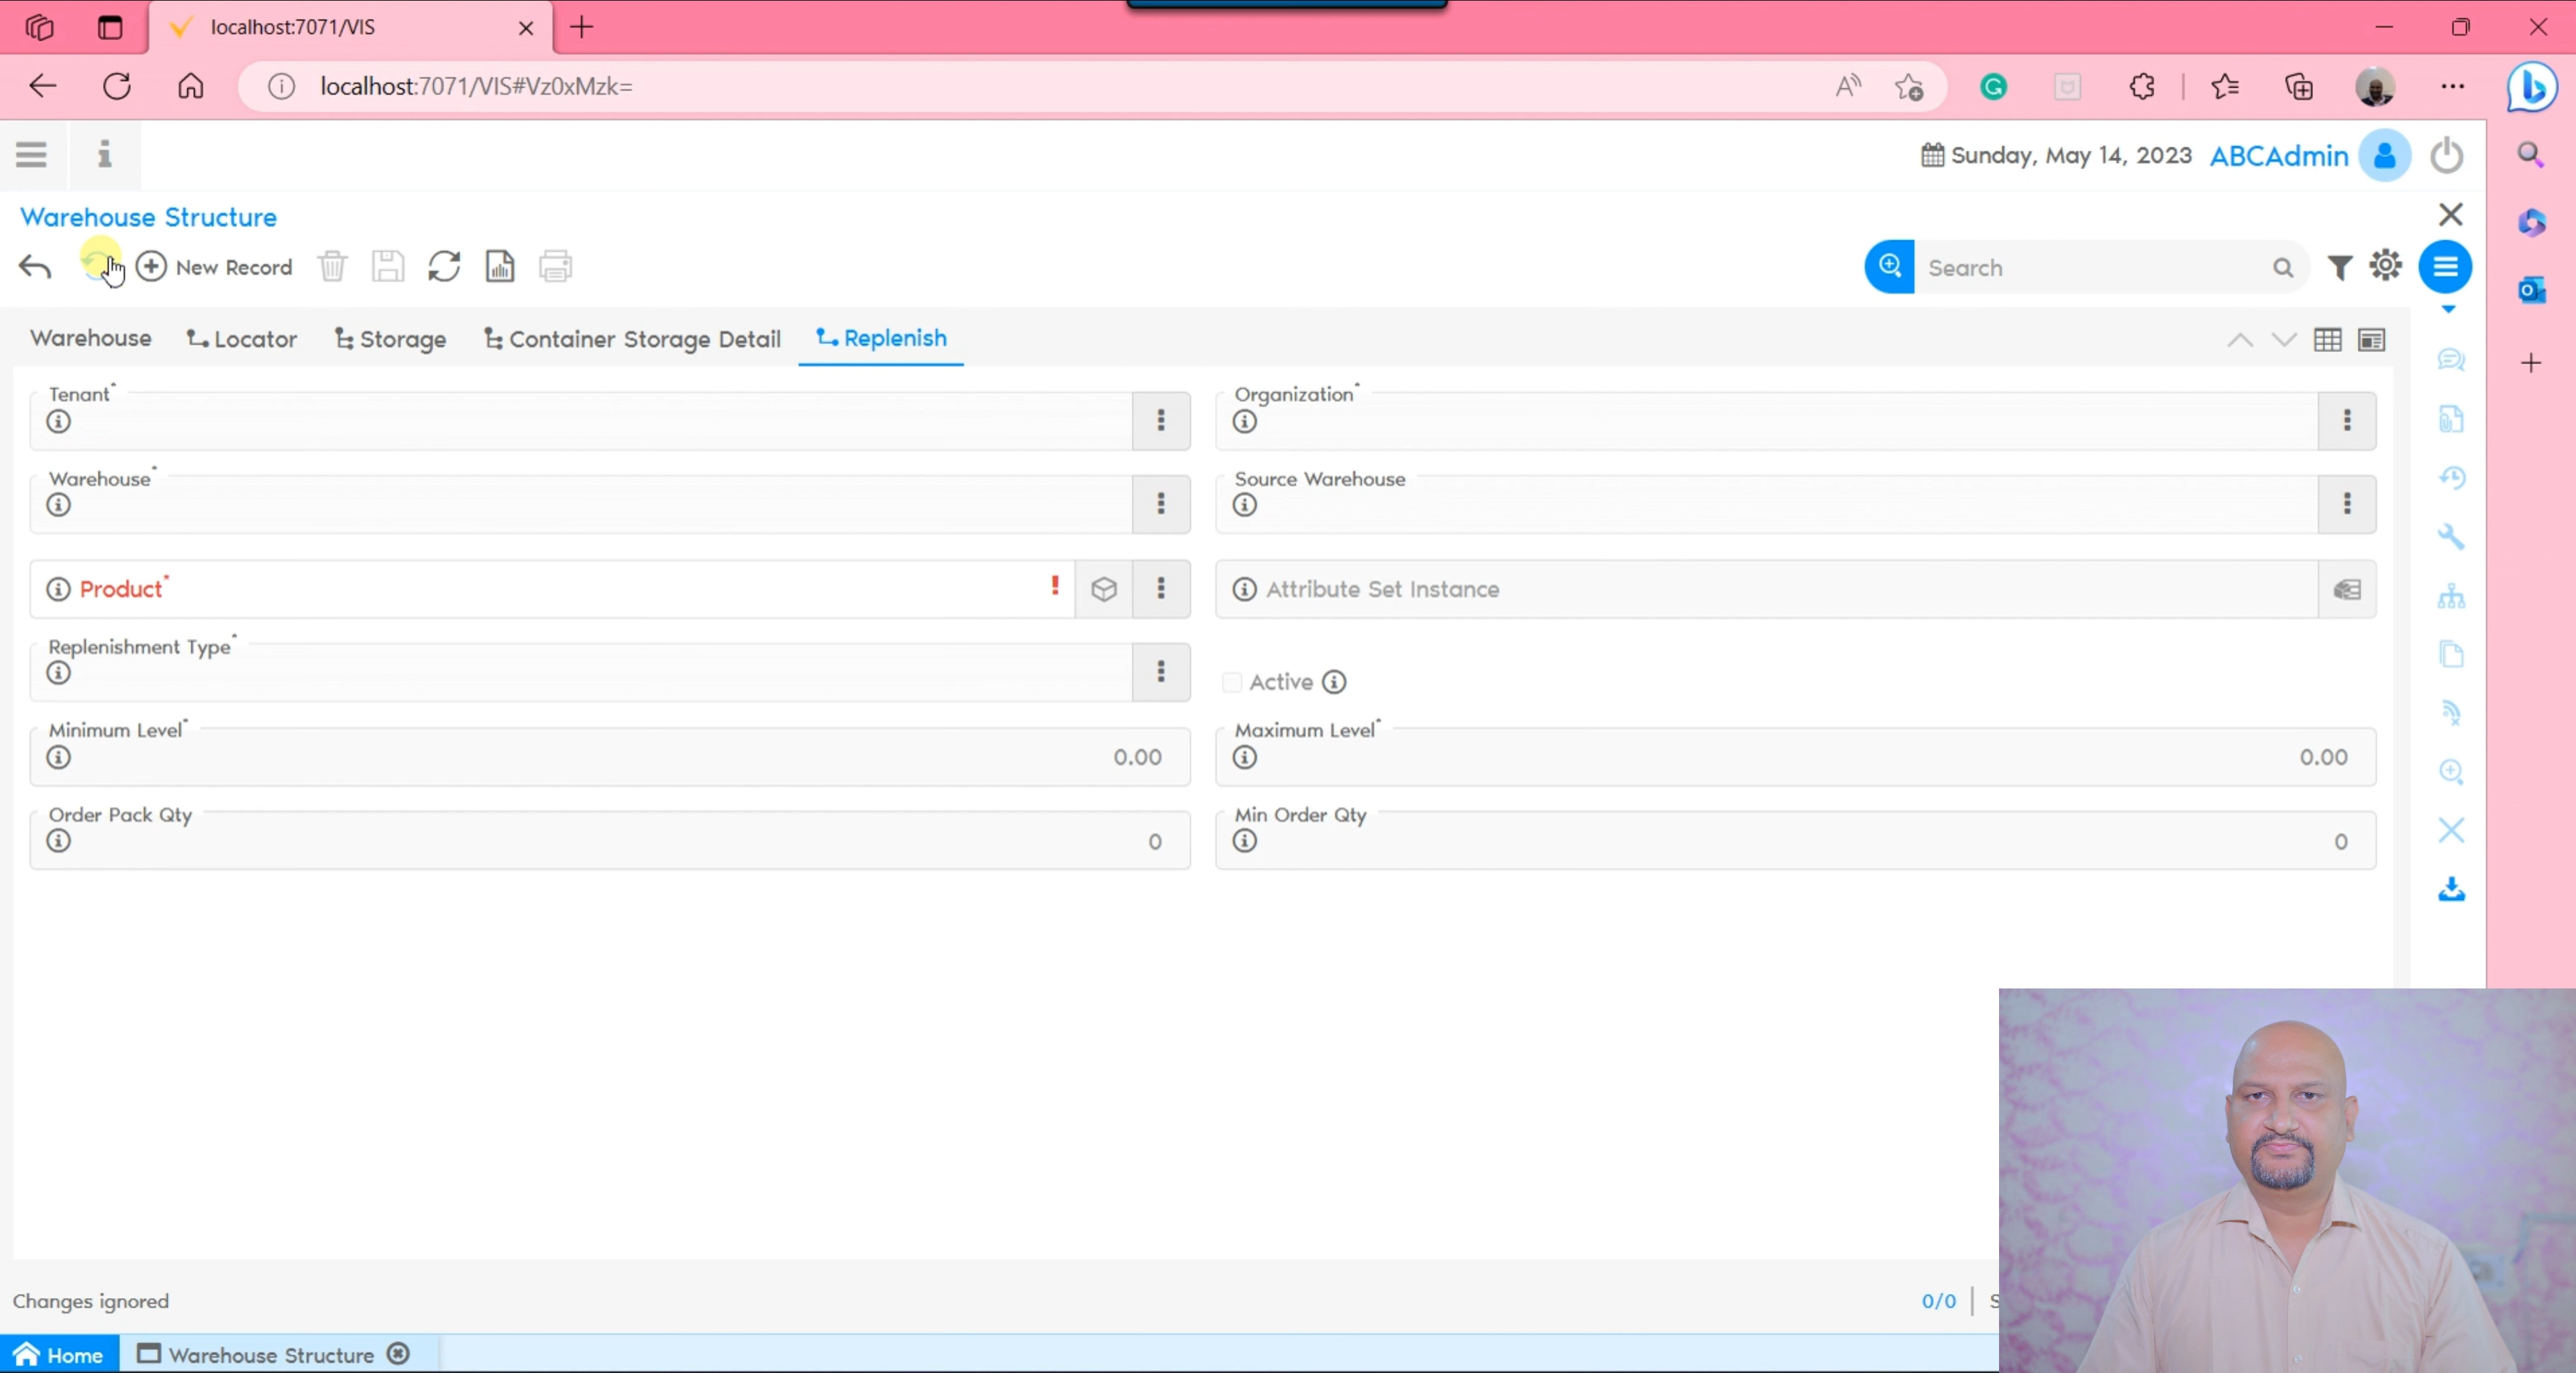 localhost:7071/VIS
localhost:7071/VIS#Vz0xMzk=
Sunday, May 14, 2023 ABCAdmin
Warehouse Structure
New Record
Search
Warehouse Locator Storage Container Storage Detail Replenish
Tenant* Organization*
Warehouse* Source Warehouse
Product* ! Attribute Set Instance
Replenishment Type*
Active
Minimum Level* 0.00 Maximum Level* 0.00
Order Pack Qty 0 Min Order Qty 0
Changes ignored 0/0
Home Warehouse Structure